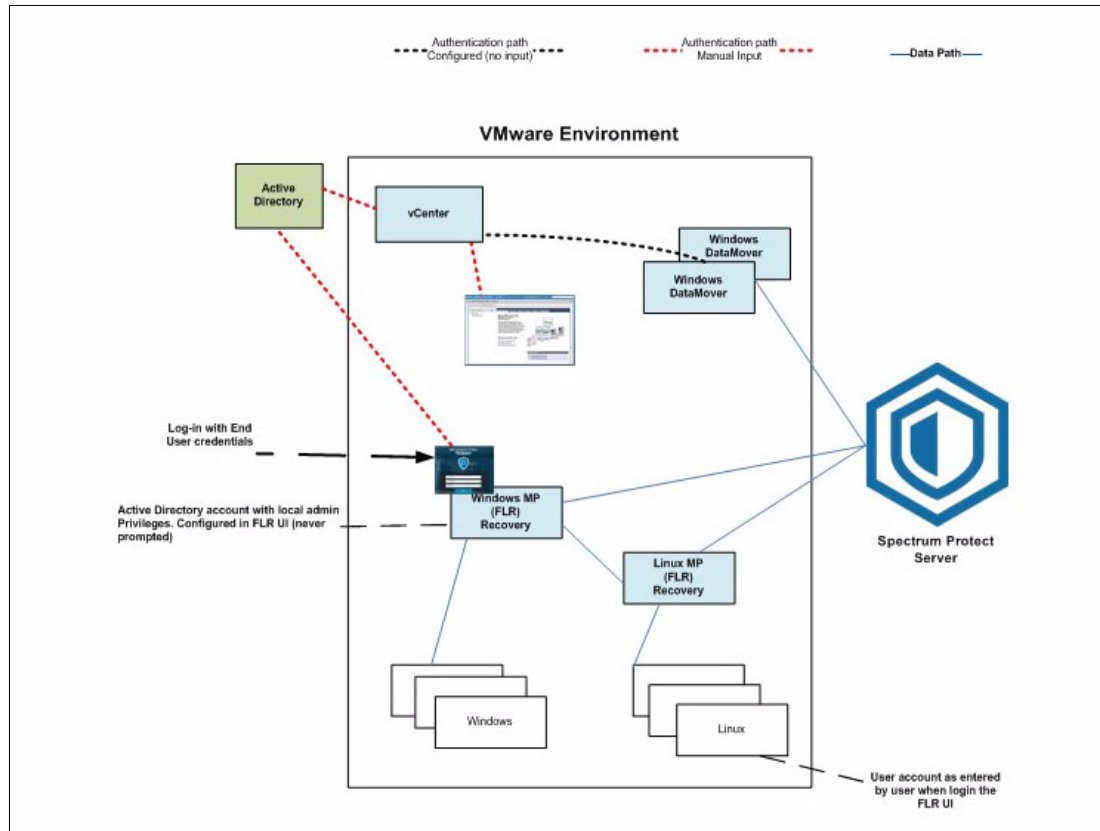 Authentication path
Configured (no input)
Authentication path
Manual Input
Data Path
VMware Environment
Active
Directory
vCenter
Windows
DataMover
Windows
DataMover
Log-in with End
User credentials
Active Directory account with local admin
Privileges. Configured in FLR UI (never
prompted)
Windows MP
(FLR)
Recovery
Linux MP
(FLR)
Recovery
Spectrum Protect
Server
Windows
Linux
User account as entered
by user when login the
FLR UI